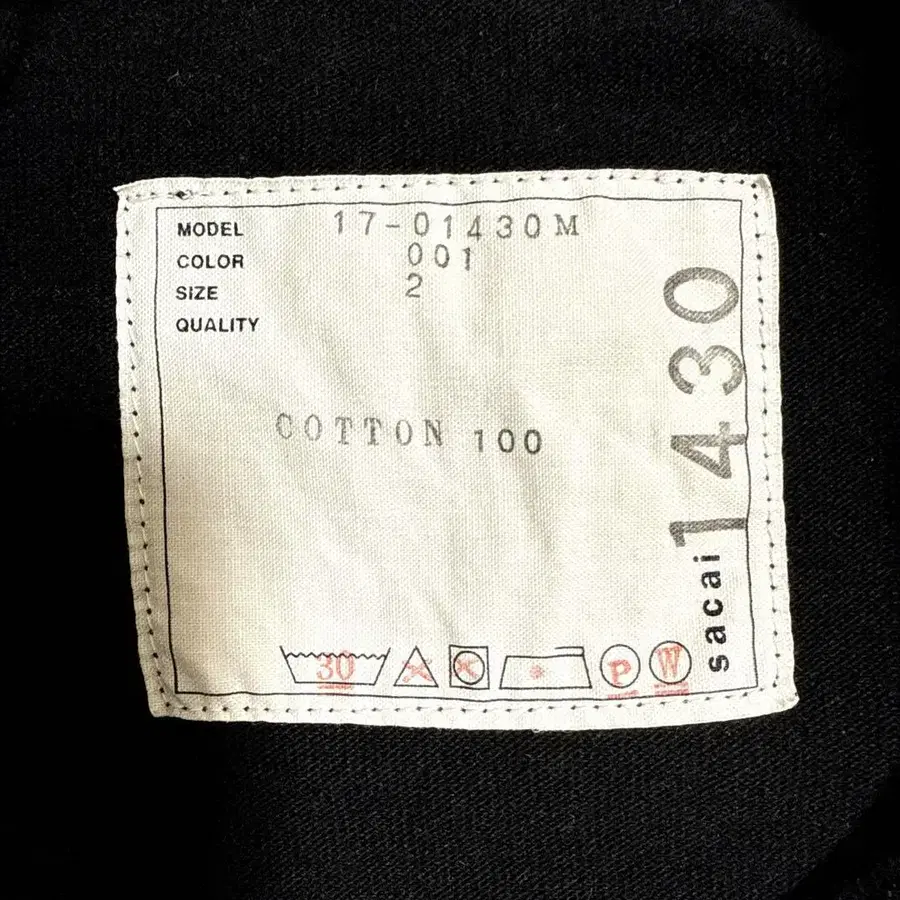 MODEL 17-01430M
COLOR 001
SIZE 2
QUALITY
COTTON 100
sacai 1430
30
P
W